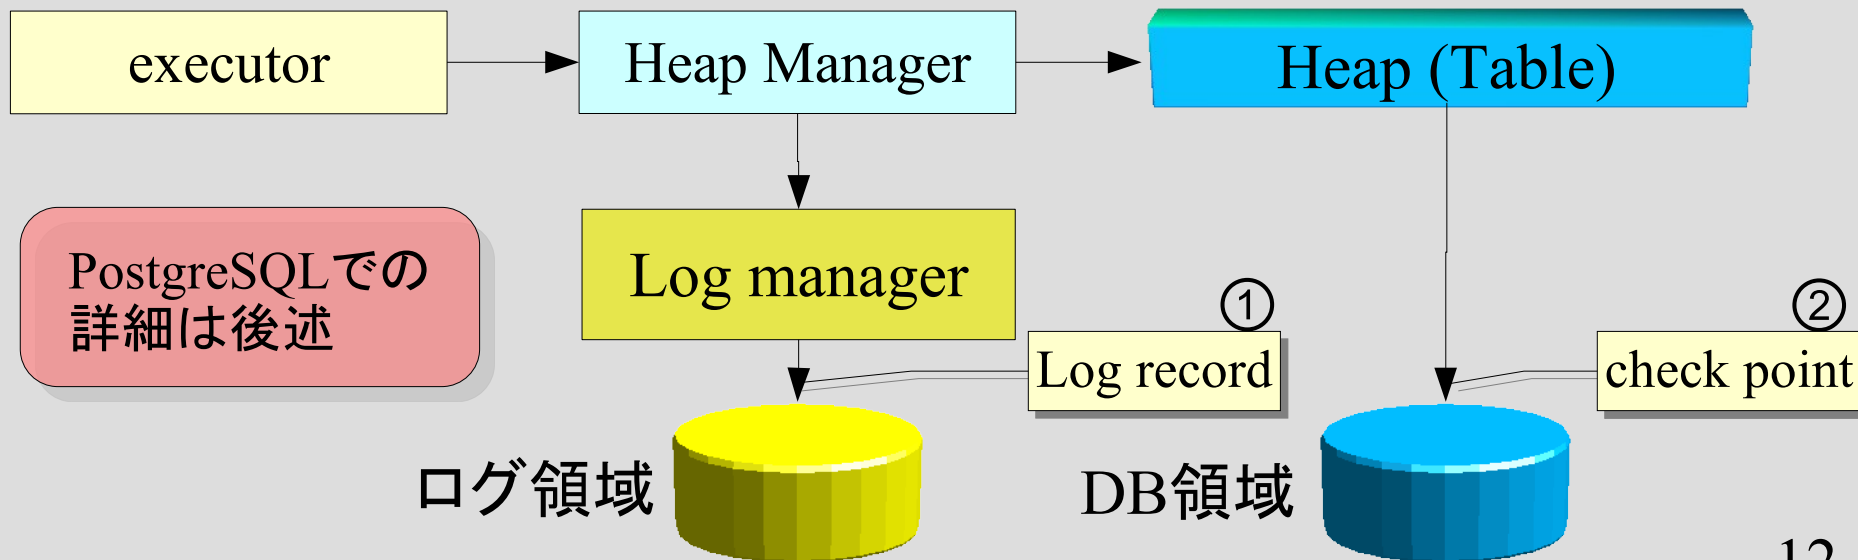 executor
Heap Manager
Heap (Table)
PostgreSQLでの
詳細は後述
Log manager
①
Log record
②
check point
ログ領域
DB領域
12